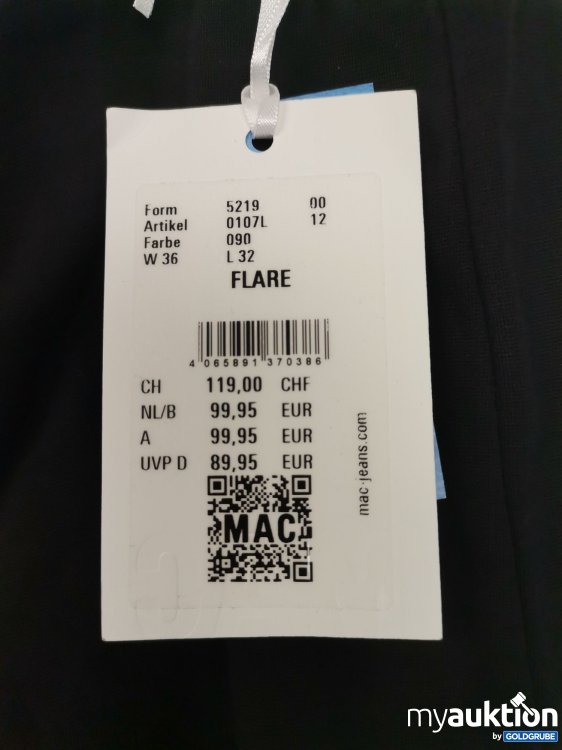 Form 5219 00
Artikel 0107L 12
Farbe 090
W 36 L 32
FLARE
4 065891 370386
CH 119,00 CHF
NL/B 99,95 EUR
A 99,95 EUR
UVP D 89,95 EUR
MAC
mac-jeans.com
myauktion
by GOLDGRUBE